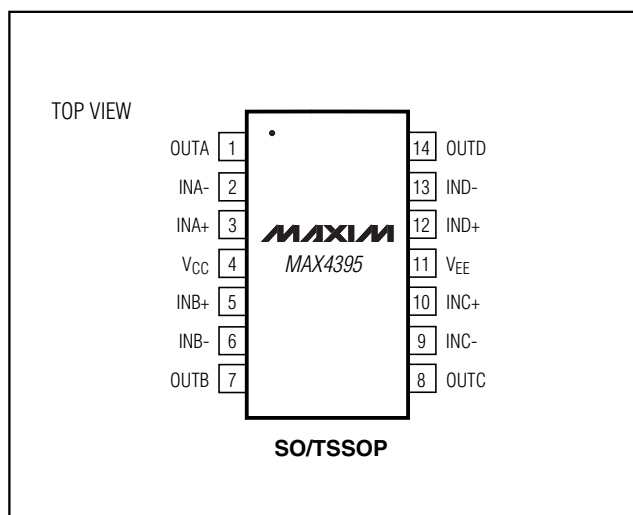 TOP VIEW
OUTA 1 14 OUTD
INA- 2 13 IND-
INA+ 3 12 IND+
MAXIM
VCC 4 MAX4395 11 VEE
INB+ 5 10 INC+
INB- 6 9 INC-
OUTB 7 8 OUTC
SO/TSSOP